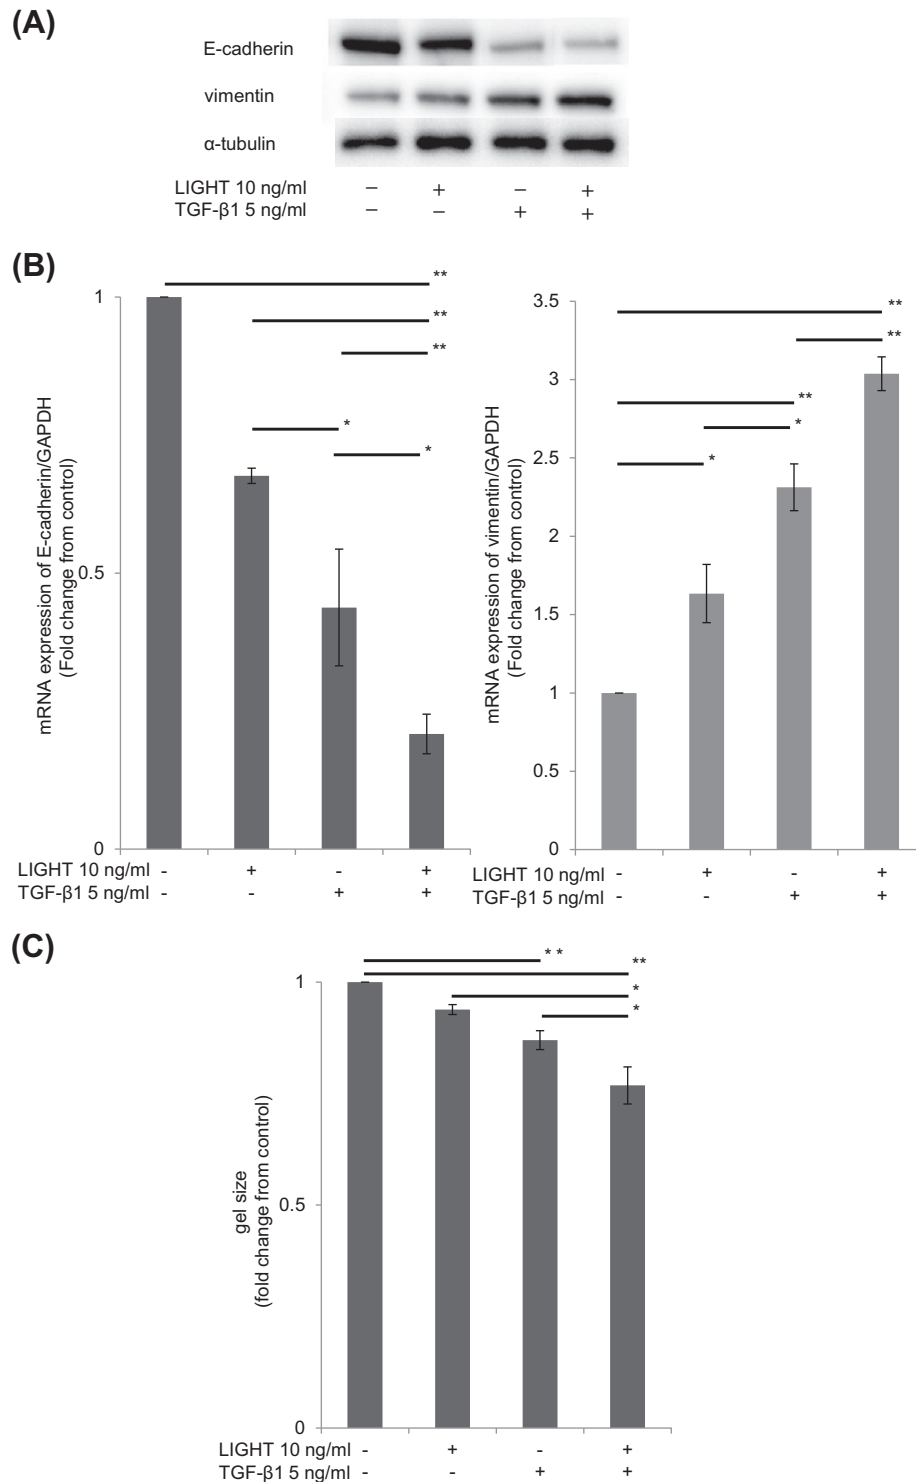 (A)
E-cadherin
vimentin
α-tubulin
LIGHT 10 ng/ml – + – +
TGF-β1 5 ng/ml – – + +
(B)
mRNA expression of E-cadherin/GAPDH
(Fold change from control)
1
0.5
0
**
**
**
*
*
LIGHT 10 ng/ml - + - +
TGF-β1 5 ng/ml - - + +
mRNA expression of vimentin/GAPDH
(Fold change from control)
3.5
3
2.5
2
1.5
1
0.5
0
**
**
**
*
*
LIGHT 10 ng/ml - + - +
TGF-β1 5 ng/ml - - + +
(C)
gel size
(fold change from control)
1
0.5
0
* *
**
*
*
LIGHT 10 ng/ml - + - +
TGF-β1 5 ng/ml - - + +